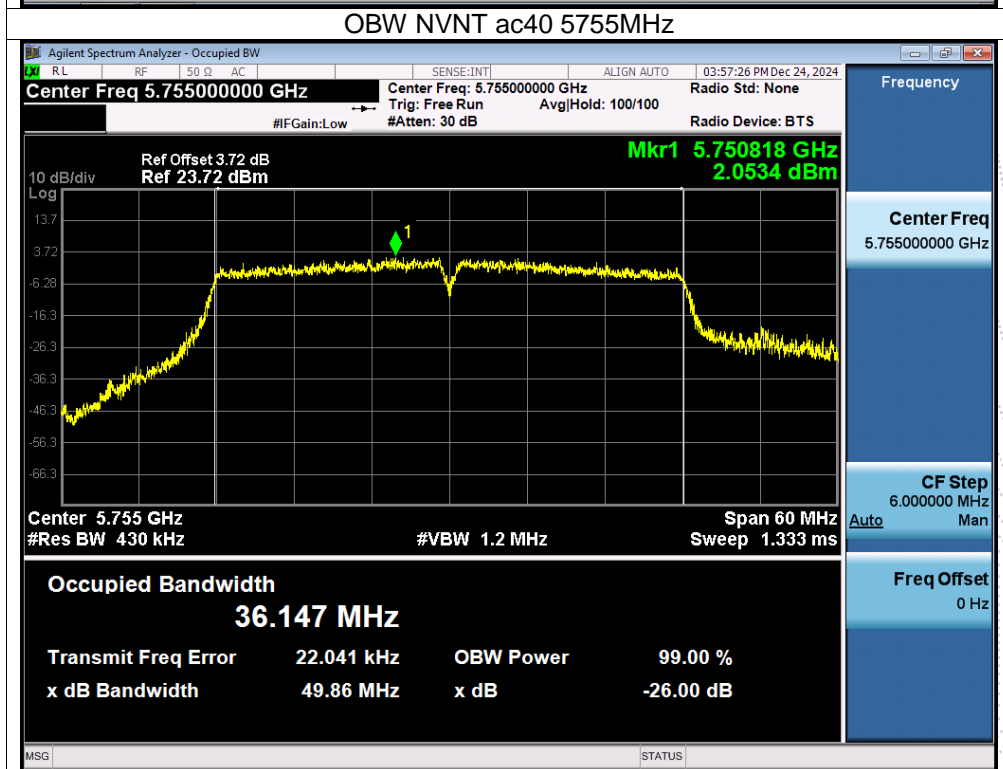 OBW NVNT ac40 5755MHz
Agilent Spectrum Analyzer - Occupied BW
LXI RL RF 50 Ω AC SENSE:INT ALIGN AUTO 03:57:26 PM Dec 24, 2024
Center Freq 5.755000000 GHz
Center Freq: 5.755000000 GHz
Radio Std: None
Trig: Free Run
Avg|Hold: 100/100
#IFGain:Low
#Atten: 30 dB
Radio Device: BTS
Mkr1 5.750818 GHz
2.0534 dBm
Ref Offset 3.72 dB
10 dB/div Ref 23.72 dBm
Log
13.7
1
3.72
-6.28
-16.3
-26.3
-36.3
-46.3
-56.3
-66.3
Center 5.755 GHz Span 60 MHz
#Res BW 430 kHz #VBW 1.2 MHz Sweep 1.333 ms
Occupied Bandwidth
36.147 MHz
Transmit Freq Error 22.041 kHz OBW Power 99.00 %
x dB Bandwidth 49.86 MHz x dB -26.00 dB
Frequency
Center Freq
5.755000000 GHz
CF Step
6.000000 MHz
Auto Man
Freq Offset
0 Hz
MSG STATUS